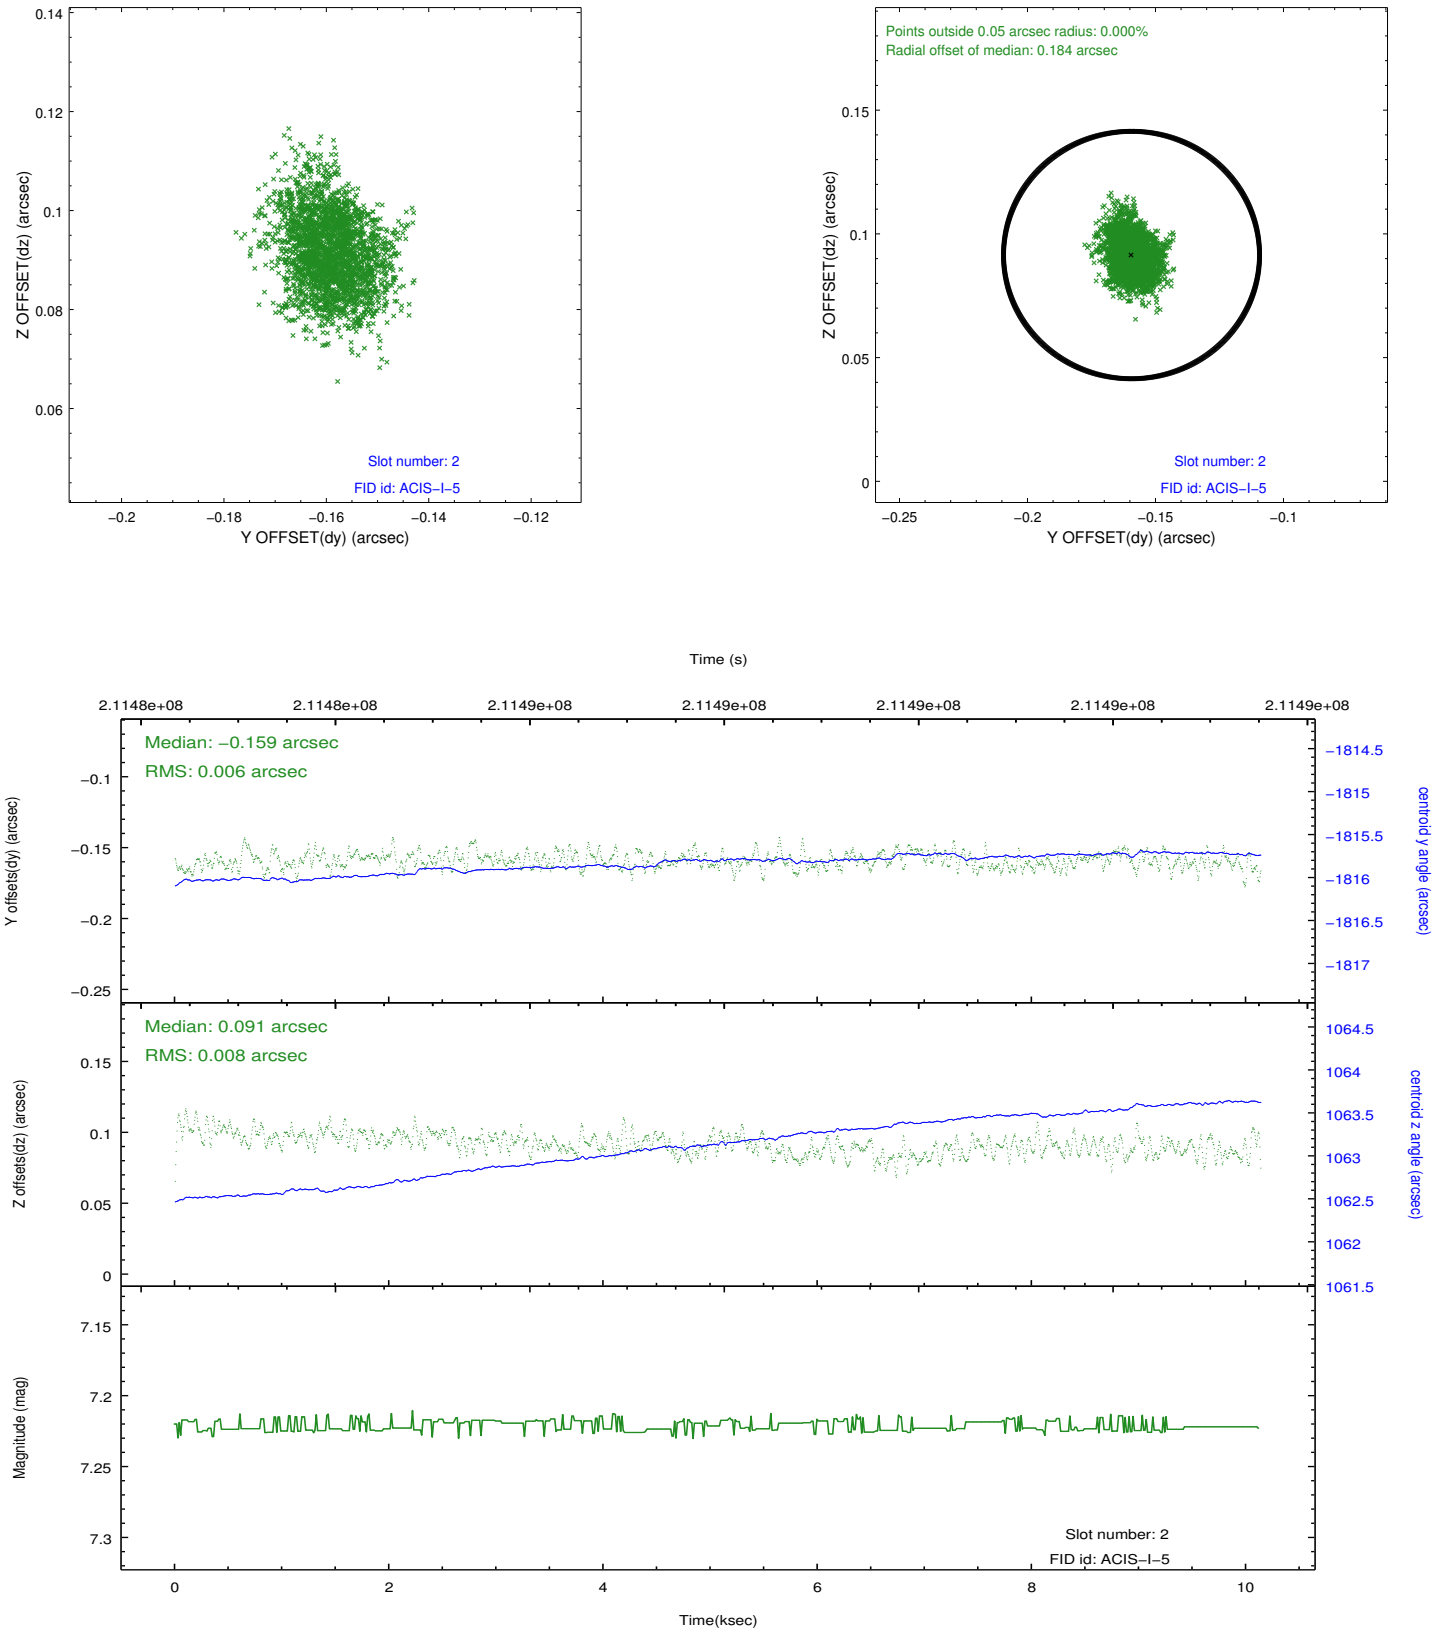 0.14
0.12
0.1
0.08
0.06
Z OFFSET(dz) (arcsec)
Slot number: 2
FID id: ACIS−I−5
−0.2
−0.18
−0.16
−0.14
−0.12
Y OFFSET(dy) (arcsec)
Points outside 0.05 arcsec radius: 0.000%
Radial offset of median: 0.184 arcsec
0.15
0.1
0.05
0
Z OFFSET(dz) (arcsec)
Slot number: 2
FID id: ACIS−I−5
−0.25
−0.2
−0.15
−0.1
Y OFFSET(dy) (arcsec)
Time (s)
2.1148e+08
2.1148e+08
2.1149e+08
2.1149e+08
2.1149e+08
2.1149e+08
2.1149e+08
Median: −0.159 arcsec
RMS: 0.006 arcsec
−0.1
−0.15
−0.2
−0.25
Y offsets(dy) (arcsec)
−1814.5
−1815
−1815.5
−1816
−1816.5
−1817
centroid y angle (arcsec)
Median: 0.091 arcsec
RMS: 0.008 arcsec
0.15
0.1
0.05
0
Z offsets(dz) (arcsec)
1064.5
1064
1063.5
1063
1062.5
1062
1061.5
centroid z angle (arcsec)
7.15
7.2
7.25
7.3
Magnitude (mag)
Slot number: 2
FID id: ACIS−I−5
0
2
4
6
8
10
Time(ksec)